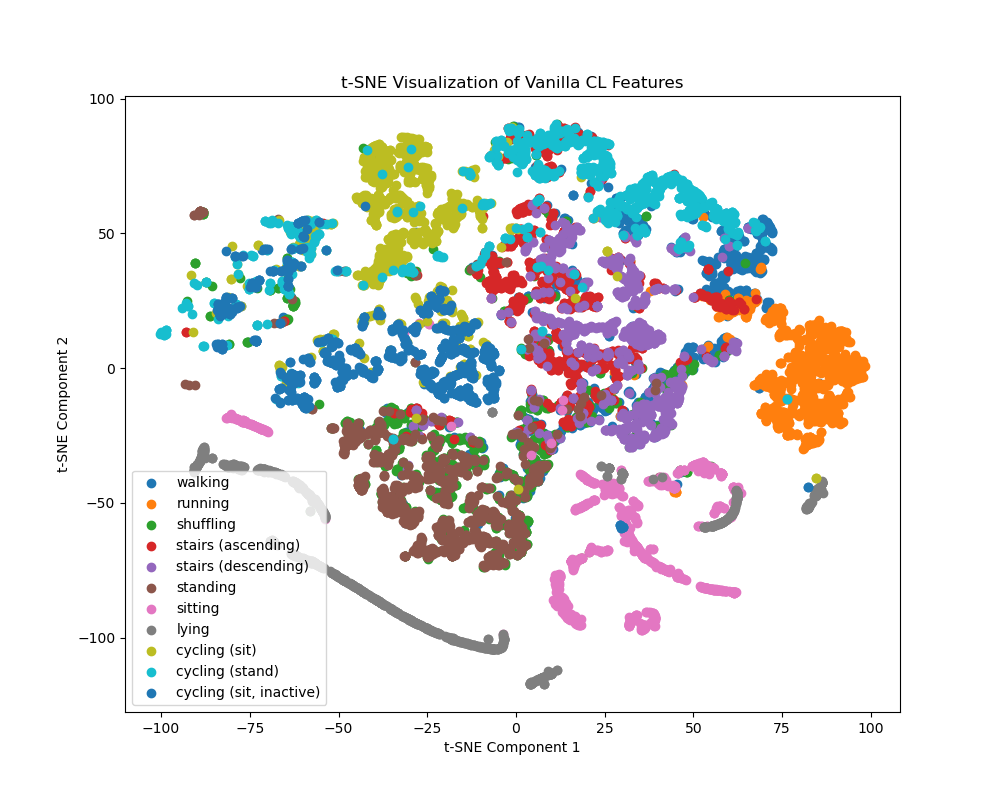 t-SNE Visualization of Vanilla CL Features
100
50
0
−50
−100
t-SNE Component 2
walking
running
shuffling
stairs (ascending)
stairs (descending)
standing
sitting
lying
cycling (sit)
cycling (stand)
cycling (sit, inactive)
−100 −75 −50 −25 0 25 50 75 100
t-SNE Component 1